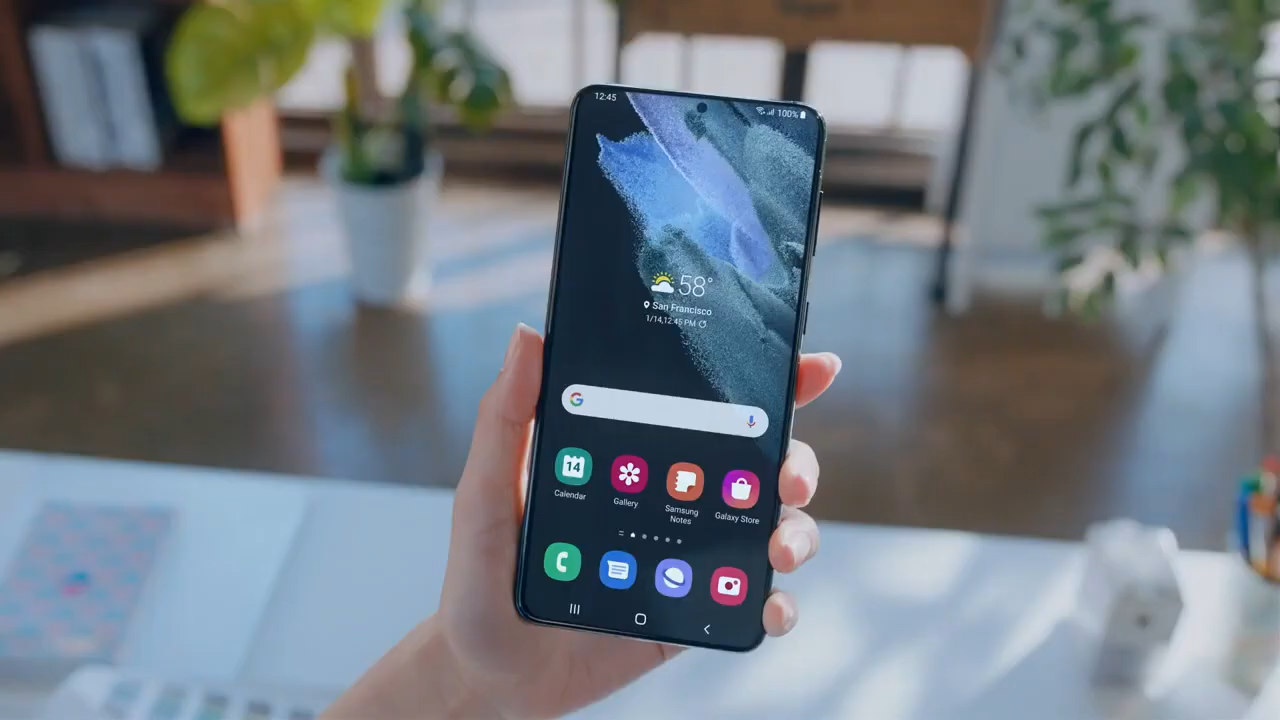 12:45
100%
58°
San Francisco
1/14,12:45 PM
G
14
Calendar
Gallery
Samsung
Notes
Galaxy Store